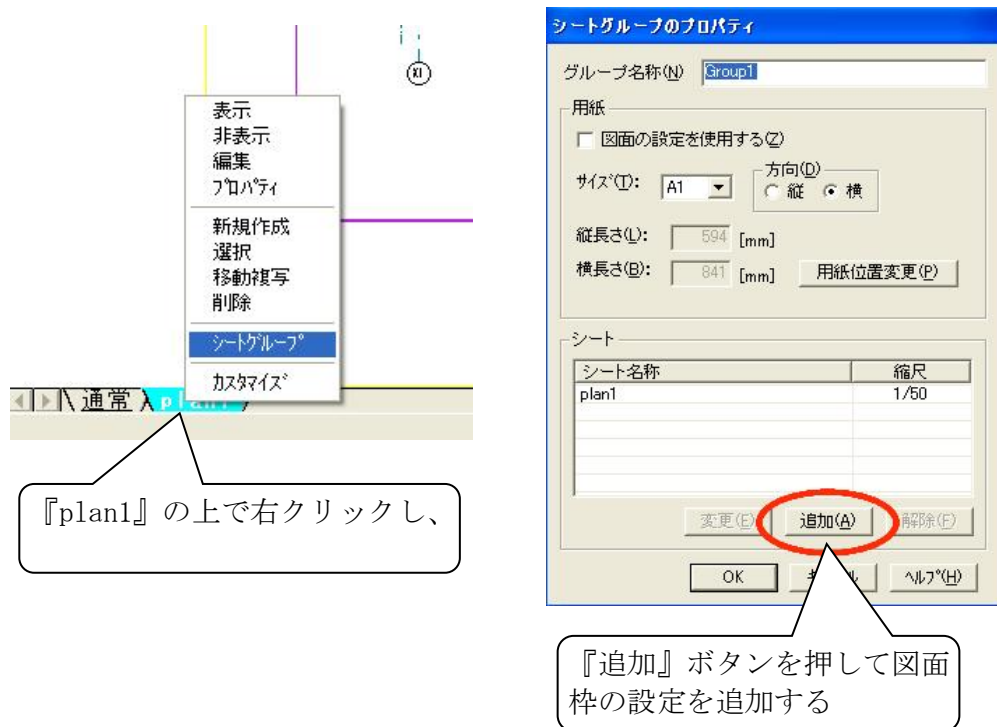 XI
表示
非表示
編集
ﾌﾟﾛﾊﾟﾃｨ
新規作成
選択
移動複写
削除
ｼｰﾄｸﾞﾙｰﾌﾟ
ｶｽﾀﾏｲｽﾞ
通常
plan1
『plan1』の上で右クリックし、
シートグループのプロパティ
グループ名称(N) Group1
用紙
図面の設定を使用する(Z)
ｻｲｽﾞ(T): A1
方向(D)
縦 横
縦長さ(L): 594 [mm]
横長さ(B): 841 [mm] 用紙位置変更(P)
シート
シート名称 縮尺
plan1 1/50
変更(E) 追加(A) 解除(F)
OK ﾍﾙﾌﾟ(H)
『追加』ボタンを押して図面
枠の設定を追加する